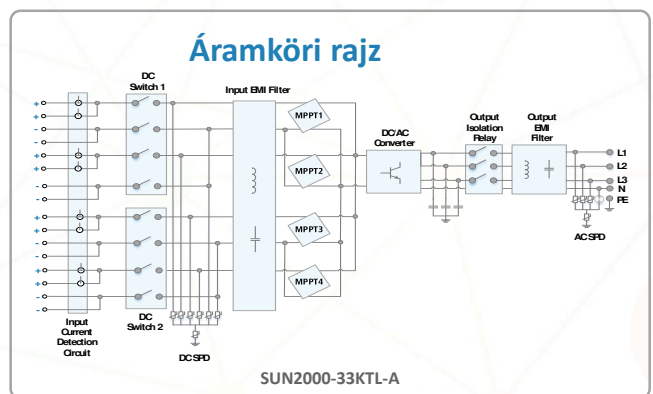 Áramköri rajz
DC
Switch 1
Input EMI Filter
MPPT1
MPPT2
MPPT3
MPPT4
DC/AC
Converter
Output
Isolation
Relay
Output
EMI
Filter
L1
L2
L3
N
PE
AC SPD
+
+
-
-
+
+
-
-
+
+
-
-
+
+
-
-
Input
Current
Detection
Circuit
DC
Switch 2
DC SPD
SUN2000-33KTL-A